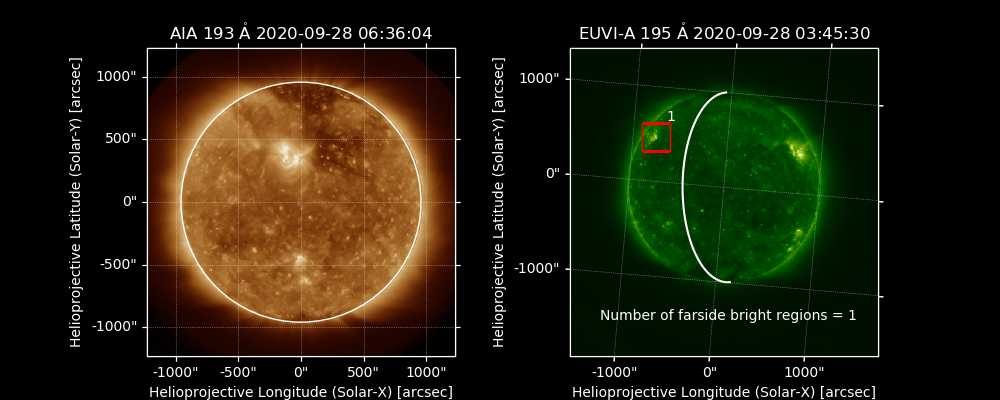 AIA 193 Å 2020-09-28 06:36:04
Helioprojective Latitude (Solar-Y) [arcsec]
1000"
500"
0"
-500"
-1000"
-1000"
-500"
0"
500"
1000"
Helioprojective Longitude (Solar-X) [arcsec]
EUVI-A 195 Å 2020-09-28 03:45:30
Helioprojective Latitude (Solar-Y) [arcsec]
1000"
0"
-1000"
1
Number of farside bright regions = 1
-1000"
0"
1000"
Helioprojective Longitude (Solar-X) [arcsec]